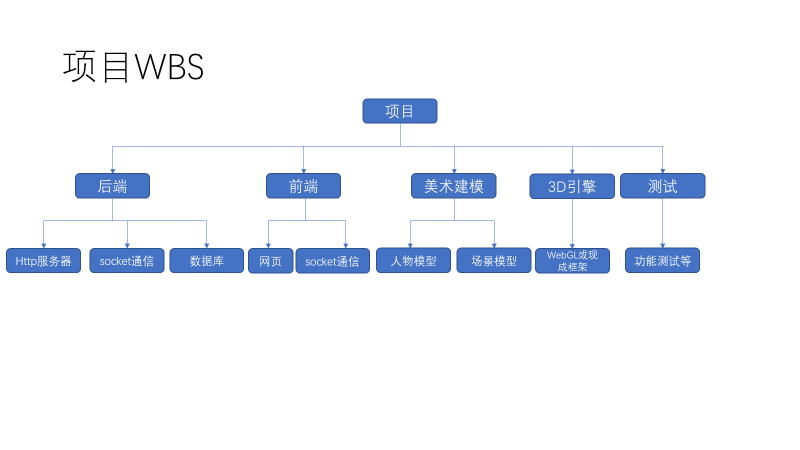 项目WBS
项目
后端
前端
美术建模
3D引擎
测试
Http服务器
socket通信
数据库
网页
socket通信
人物模型
场景模型
WebGL或现
成框架
功能测试等